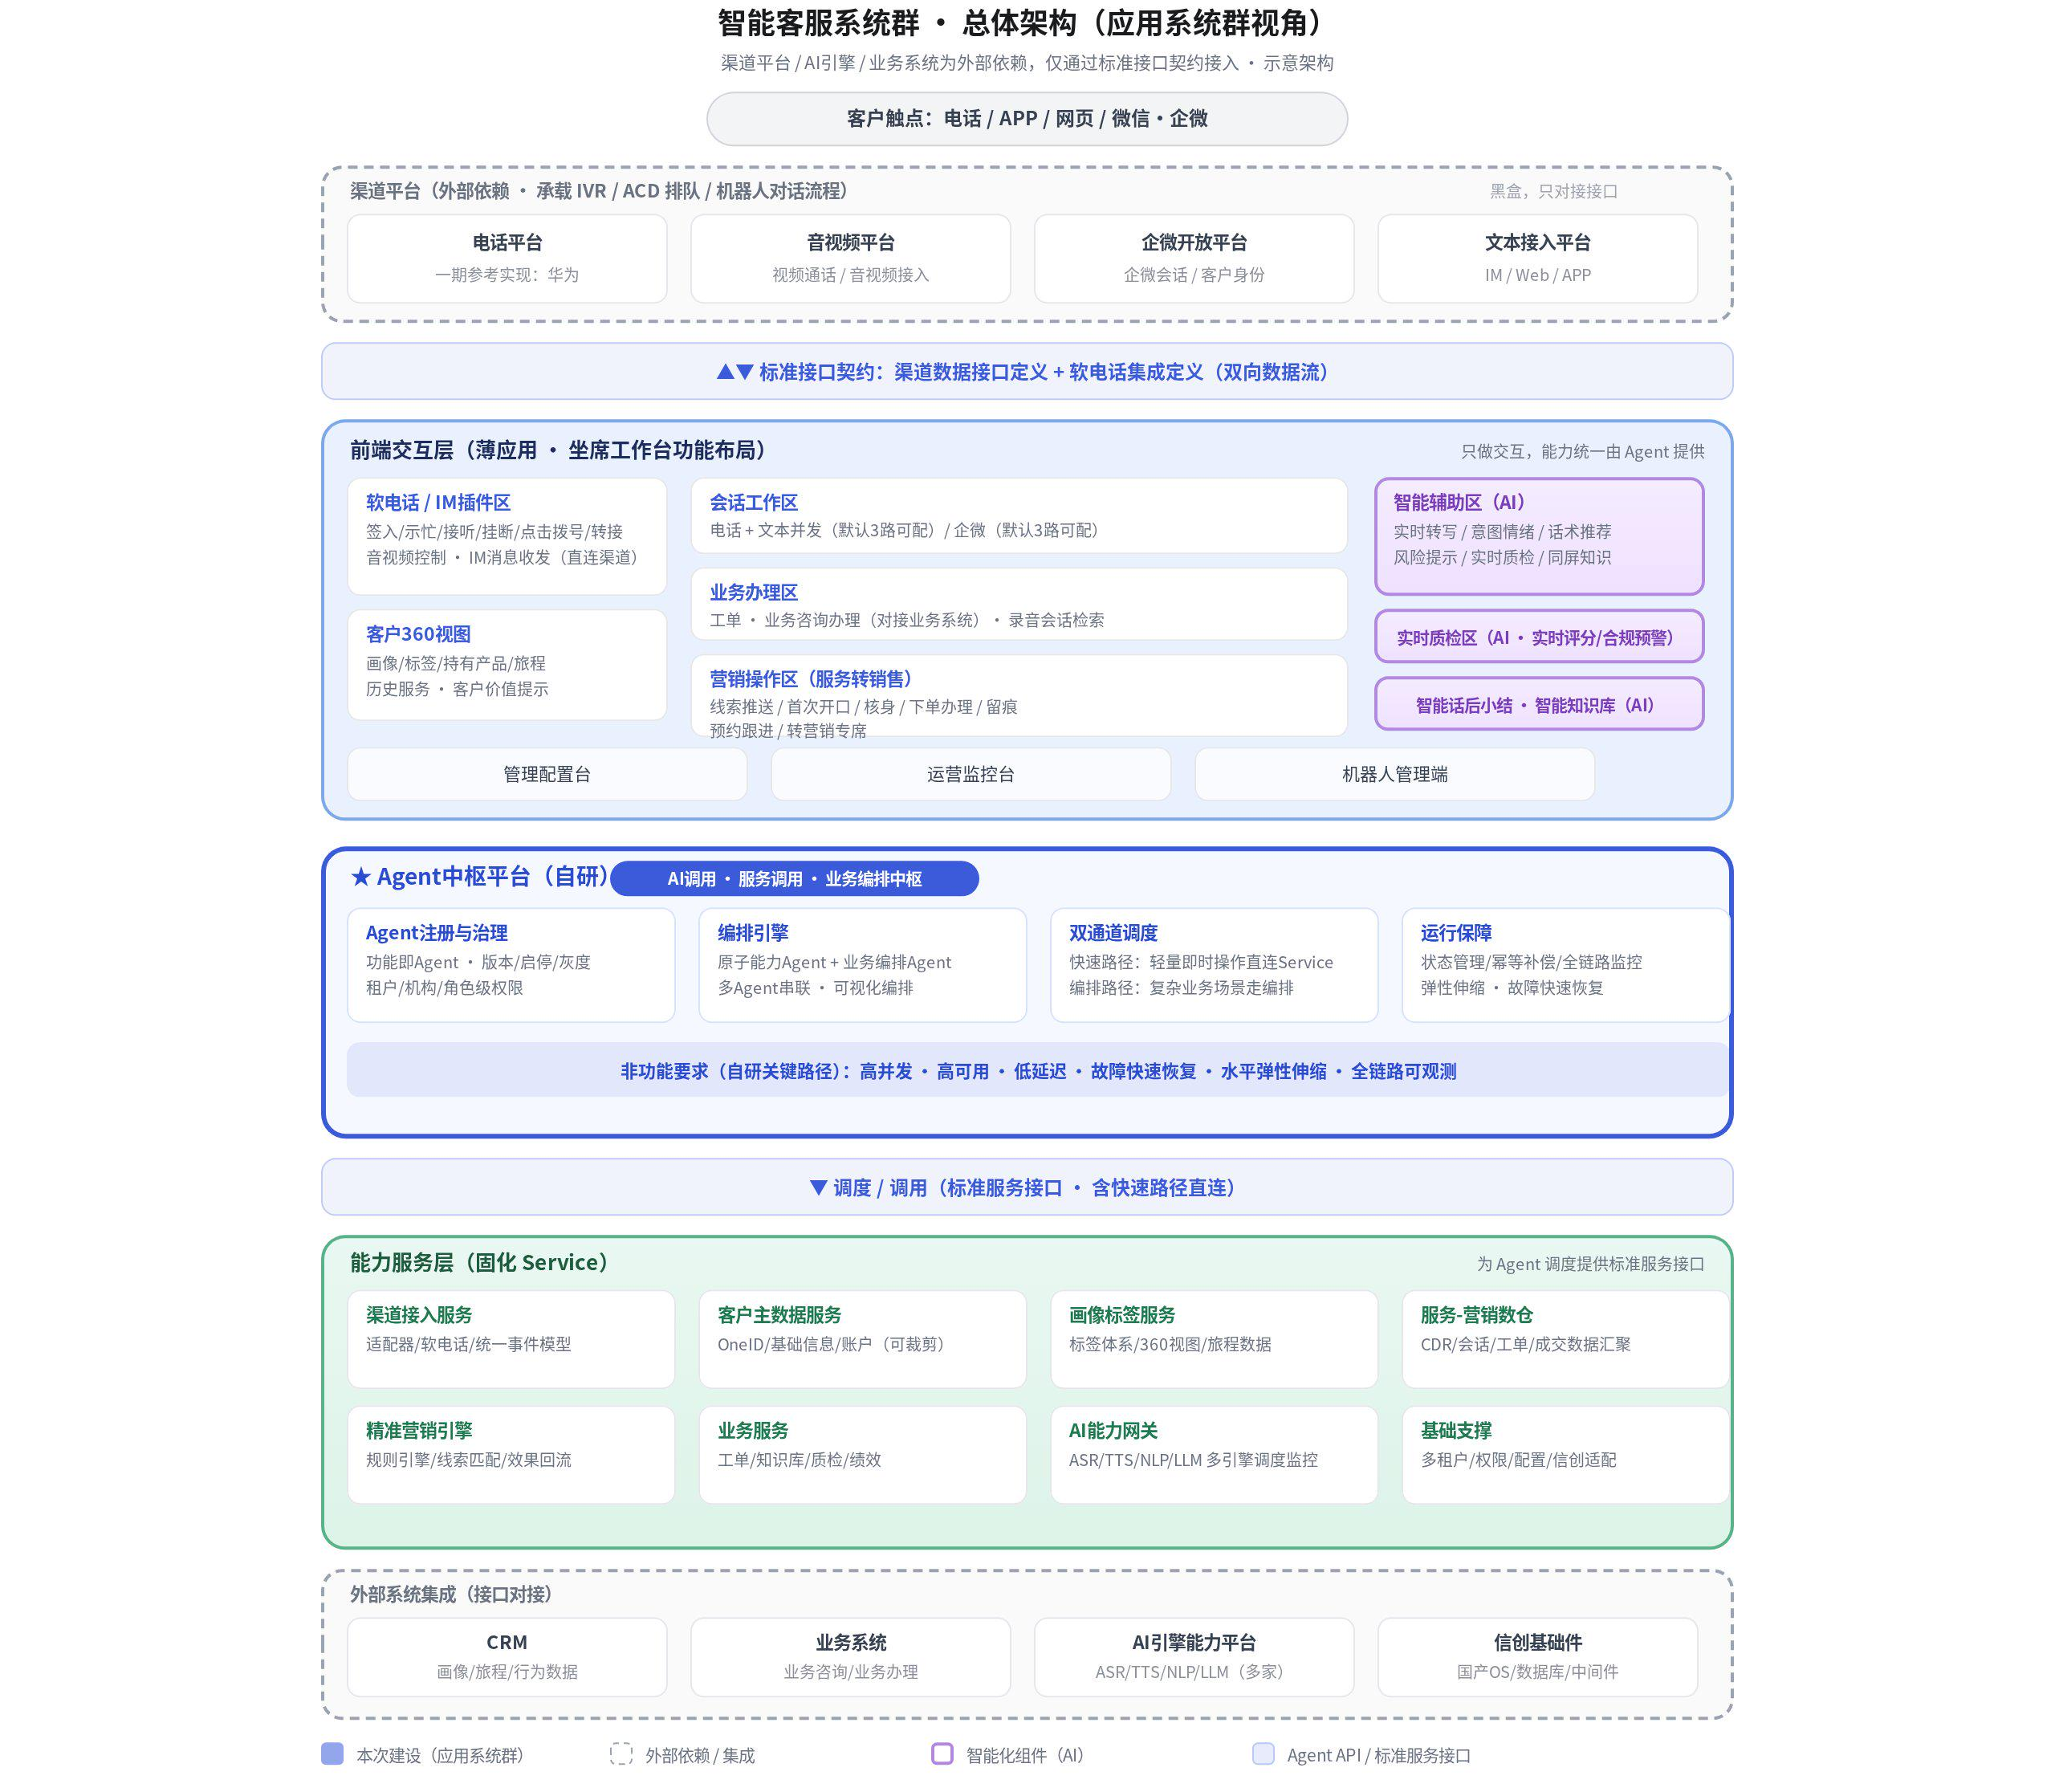 智能客服系统群 · 总体架构（应用系统群视角）
渠道平台 / AI引擎 / 业务系统为外部依赖，仅通过标准接口契约接入 · 示意架构
客户触点：电话 / APP / 网页 / 微信·企微
渠道平台（外部依赖 · 承载 IVR / ACD 排队 / 机器人对话流程）
黑盒，只对接接口
电话平台
一期参考实现：华为
音视频平台
视频通话 / 音视频接入
企微开放平台
企微会话 / 客户身份
文本接入平台
IM / Web / APP
▲▼ 标准接口契约：渠道数据接口定义 + 软电话集成定义（双向数据流）
前端交互层（薄应用 · 坐席工作台功能布局）
只做交互，能力统一由 Agent 提供
软电话 / IM插件区
签入/示忙/接听/挂断/点击拨号/转接
音视频控制 · IM消息收发（直连渠道）
客户360视图
画像/标签/持有产品/旅程
历史服务 · 客户价值提示
会话工作区
电话 + 文本并发（默认3路可配）/ 企微（默认3路可配）
业务办理区
工单 · 业务咨询办理（对接业务系统） · 录音会话检索
营销操作区（服务转销售）
线索推送 / 首次开口 / 核身 / 下单办理 / 留痕
预约跟进 / 转营销专席
智能辅助区（AI）
实时转写 / 意图情绪 / 话术推荐
风险提示 / 实时质检 / 同屏知识
实时质检区（AI · 实时评分/合规预警）
智能话后小结 · 智能知识库（AI）
管理配置台
运营监控台
机器人管理端
★ Agent中枢平台（自研）
AI调用 · 服务调用 · 业务编排中枢
Agent注册与治理
功能即Agent · 版本/启停/灰度
租户/机构/角色级权限
编排引擎
原子能力Agent + 业务编排Agent
多Agent串联 · 可视化编排
双通道调度
快速路径：轻量即时操作直连Service
编排路径：复杂业务场景走编排
运行保障
状态管理/幂等补偿/全链路监控
弹性伸缩 · 故障快速恢复
非功能要求（自研关键路径）：高并发 · 高可用 · 低延迟 · 故障快速恢复 · 水平弹性伸缩 · 全链路可观测
▼ 调度 / 调用（标准服务接口 · 含快速路径直连）
能力服务层（固化 Service）
为 Agent 调度提供标准服务接口
渠道接入服务
适配器/软电话/统一事件模型
客户主数据服务
OneID/基础信息/账户（可裁剪）
画像标签服务
标签体系/360视图/旅程数据
服务-营销数仓
CDR/会话/工单/成交数据汇聚
精准营销引擎
规则引擎/线索匹配/效果回流
业务服务
工单/知识库/质检/绩效
AI能力网关
ASR/TTS/NLP/LLM 多引擎调度监控
基础支撑
多租户/权限/配置/信创适配
外部系统集成（接口对接）
CRM
画像/旅程/行为数据
业务系统
业务咨询/业务办理
AI引擎能力平台
ASR/TTS/NLP/LLM（多家）
信创基础件
国产OS/数据库/中间件
本次建设（应用系统群）
外部依赖 / 集成
智能化组件（AI）
Agent API / 标准服务接口